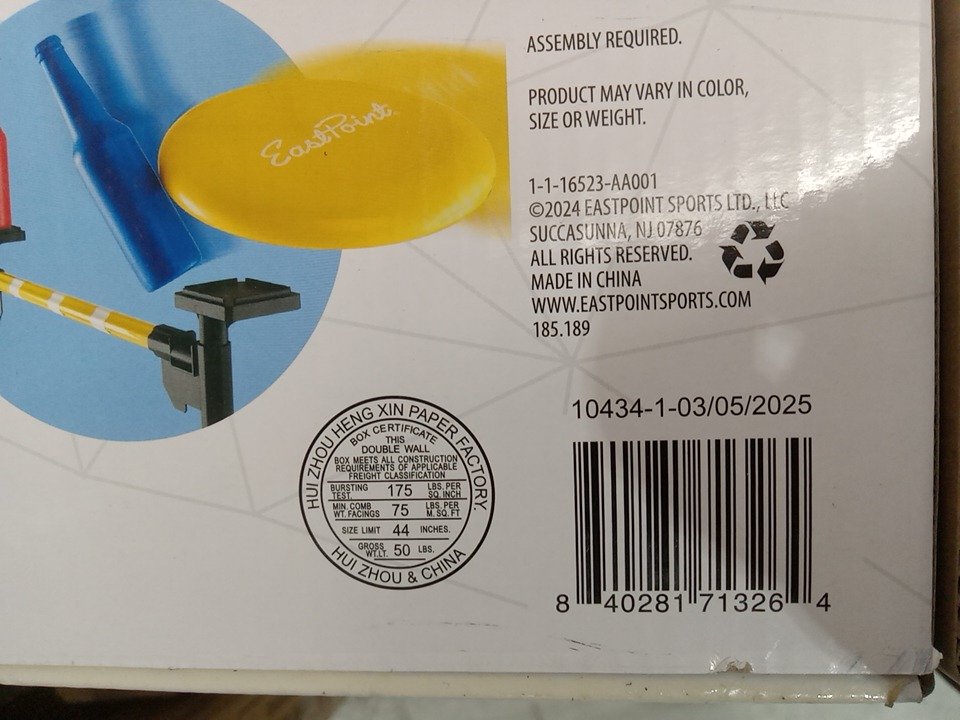 EastPoint
ASSEMBLY REQUIRED.
PRODUCT MAY VARY IN COLOR,
SIZE OR WEIGHT.
1-1-16523-AA001
©2024 EASTPOINT SPORTS LTD., LLC
SUCCASUNNA, NJ 07876
ALL RIGHTS RESERVED.
MADE IN CHINA
WWW.EASTPOINTSPORTS.COM
185.189
HUI ZHOU HENG XIN PAPER FACTORY.
BOX CERTIFICATE
THIS
DOUBLE WALL
BOX MEETS ALL CONSTRUCTION
REQUIREMENTS OF APPLICABLE
FREIGHT CLASSIFICATION
BURSTING TEST. 175 LBS. PER SQ. INCH
MIN. COMB WT. FACINGS 75 LBS. PER M. SQ. FT
SIZE LIMIT 44 INCHES.
GROSS WT.LT. 50 LBS.
HUI ZHOU & CHINA
10434-1-03/05/2025
8 40281 71326 4